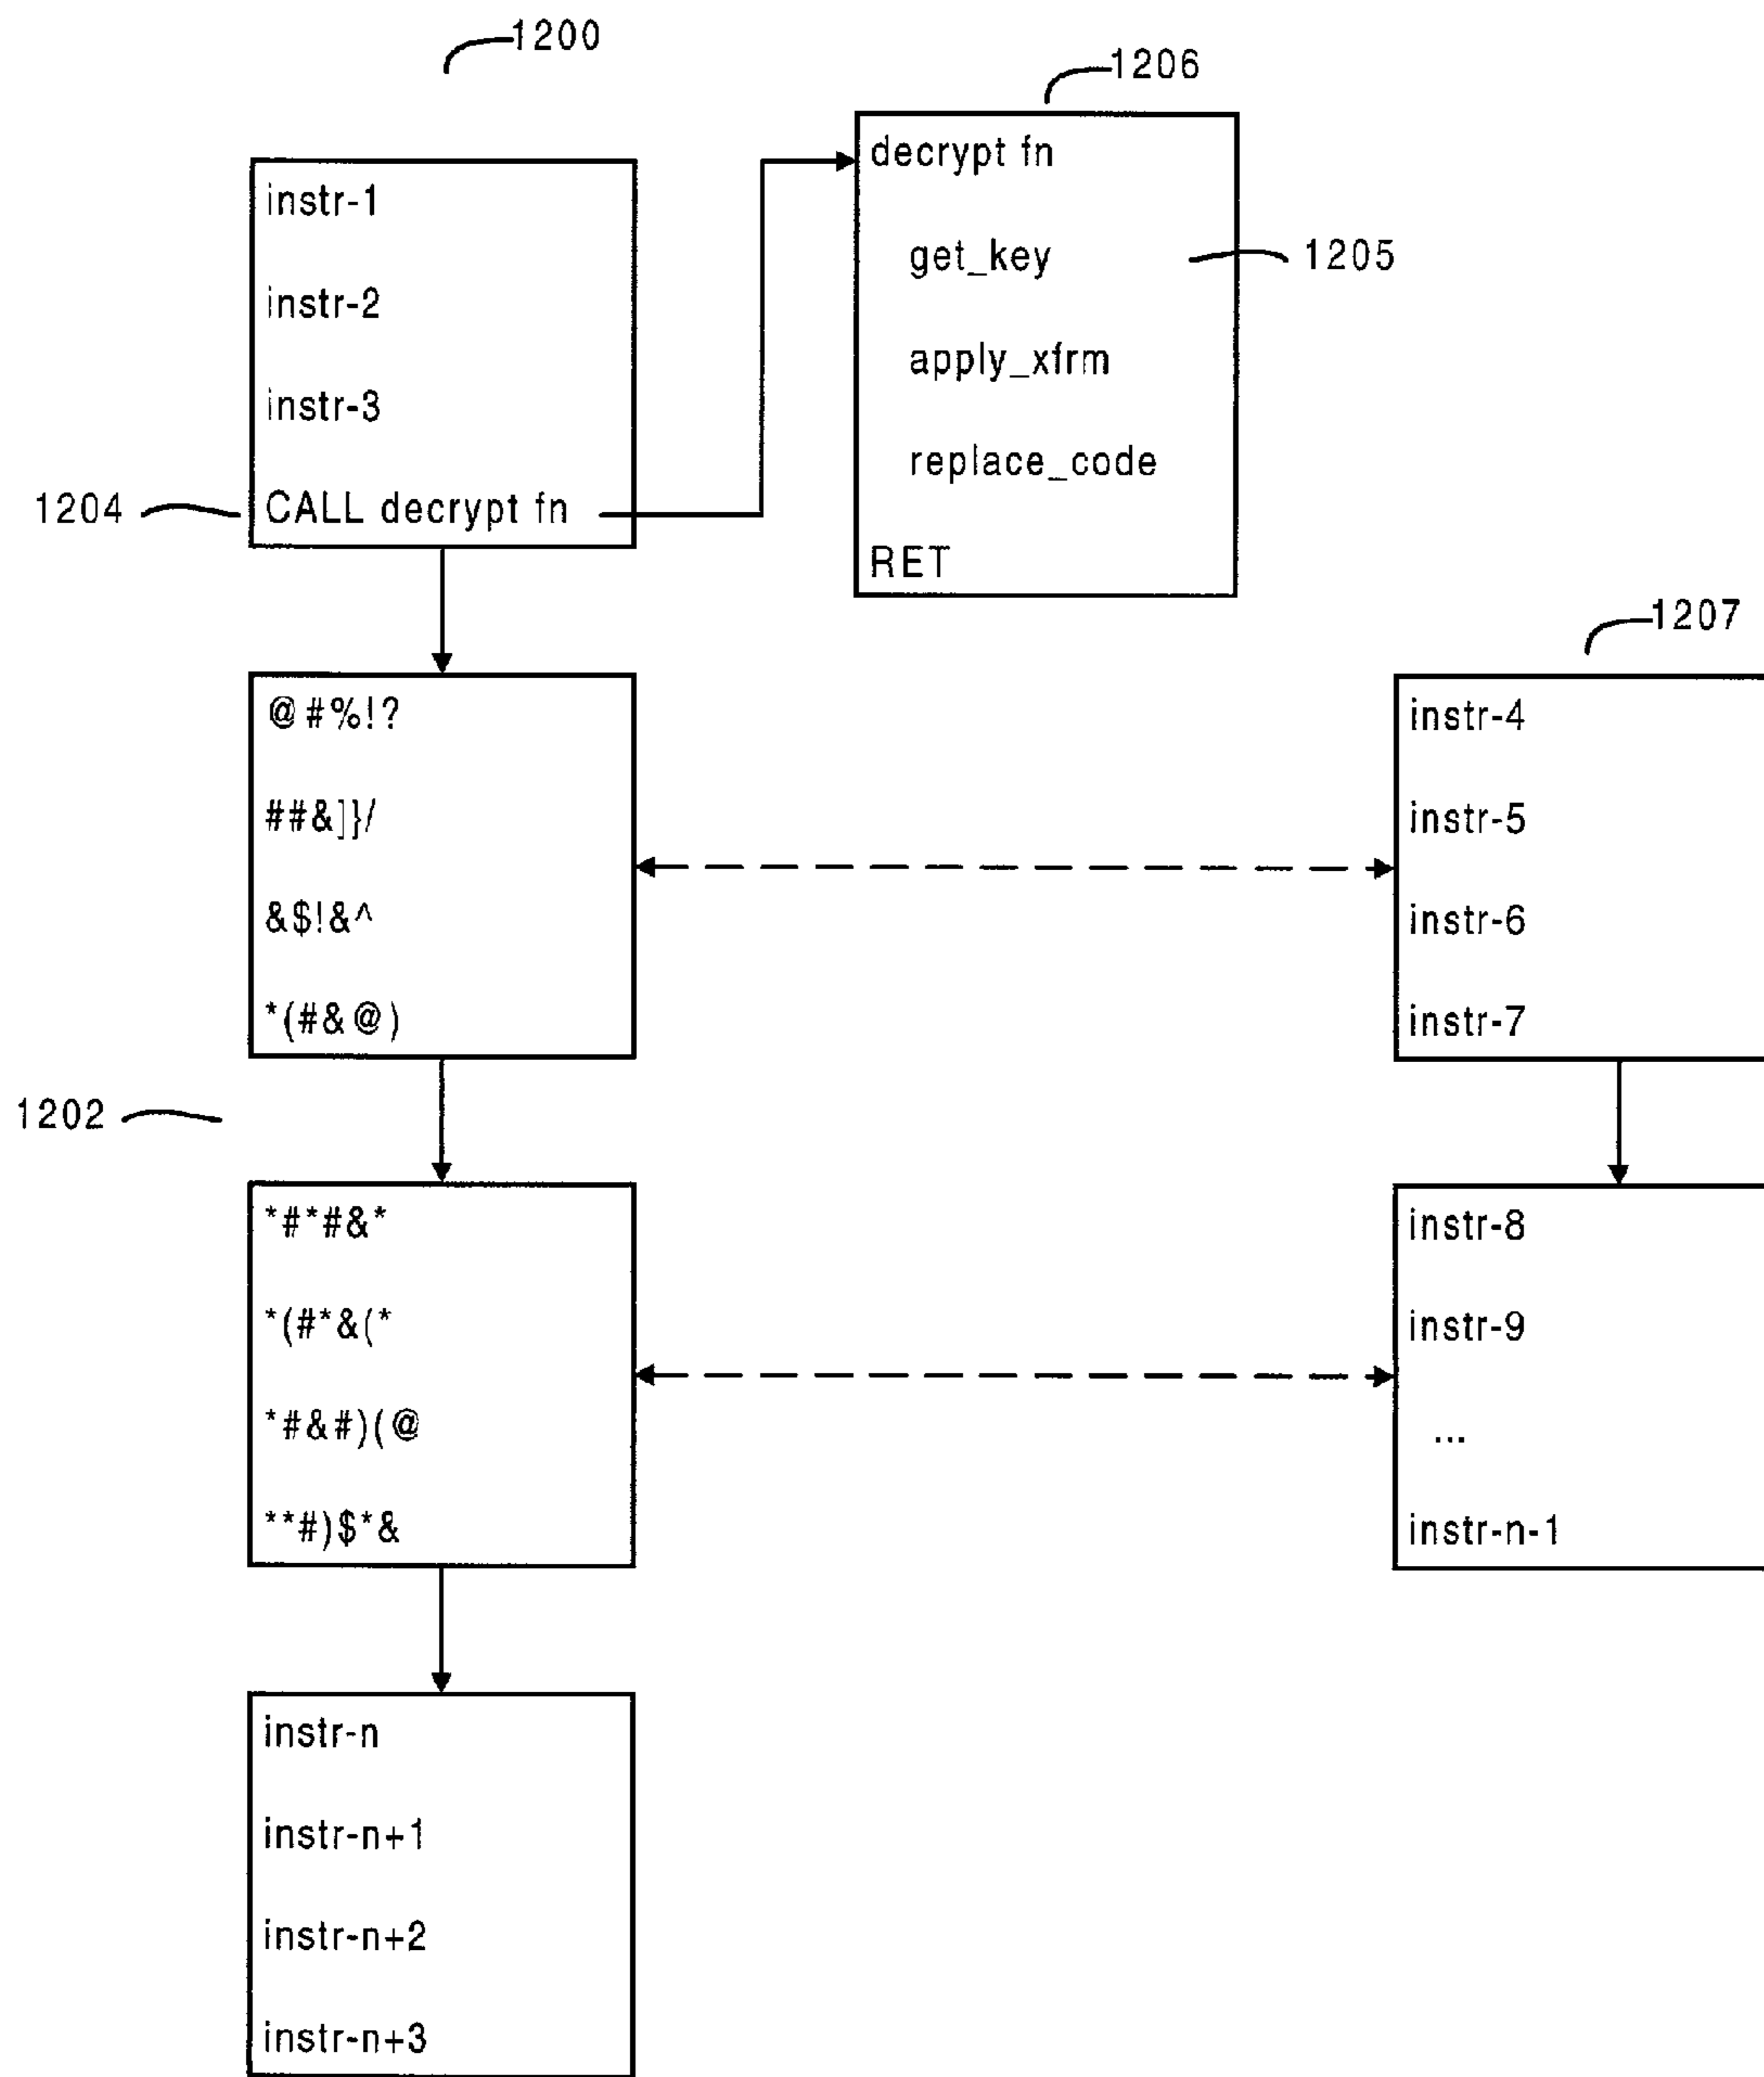 1200
instr-1
instr-2
instr-3
1204
CALL decrypt fn
1206
decrypt fn
get_key
1205
apply_xfrm
replace_code
RET
@#%!?
##&]}/
&$!&^
*(#&@)
1202
*#*#&*
*(#*&(*
*#&#)(@
**#)$*&
instr-n
instr-n+1
instr-n+2
instr-n+3
1207
instr-4
instr-5
instr-6
instr-7
instr-8
instr-9
...
instr-n-1